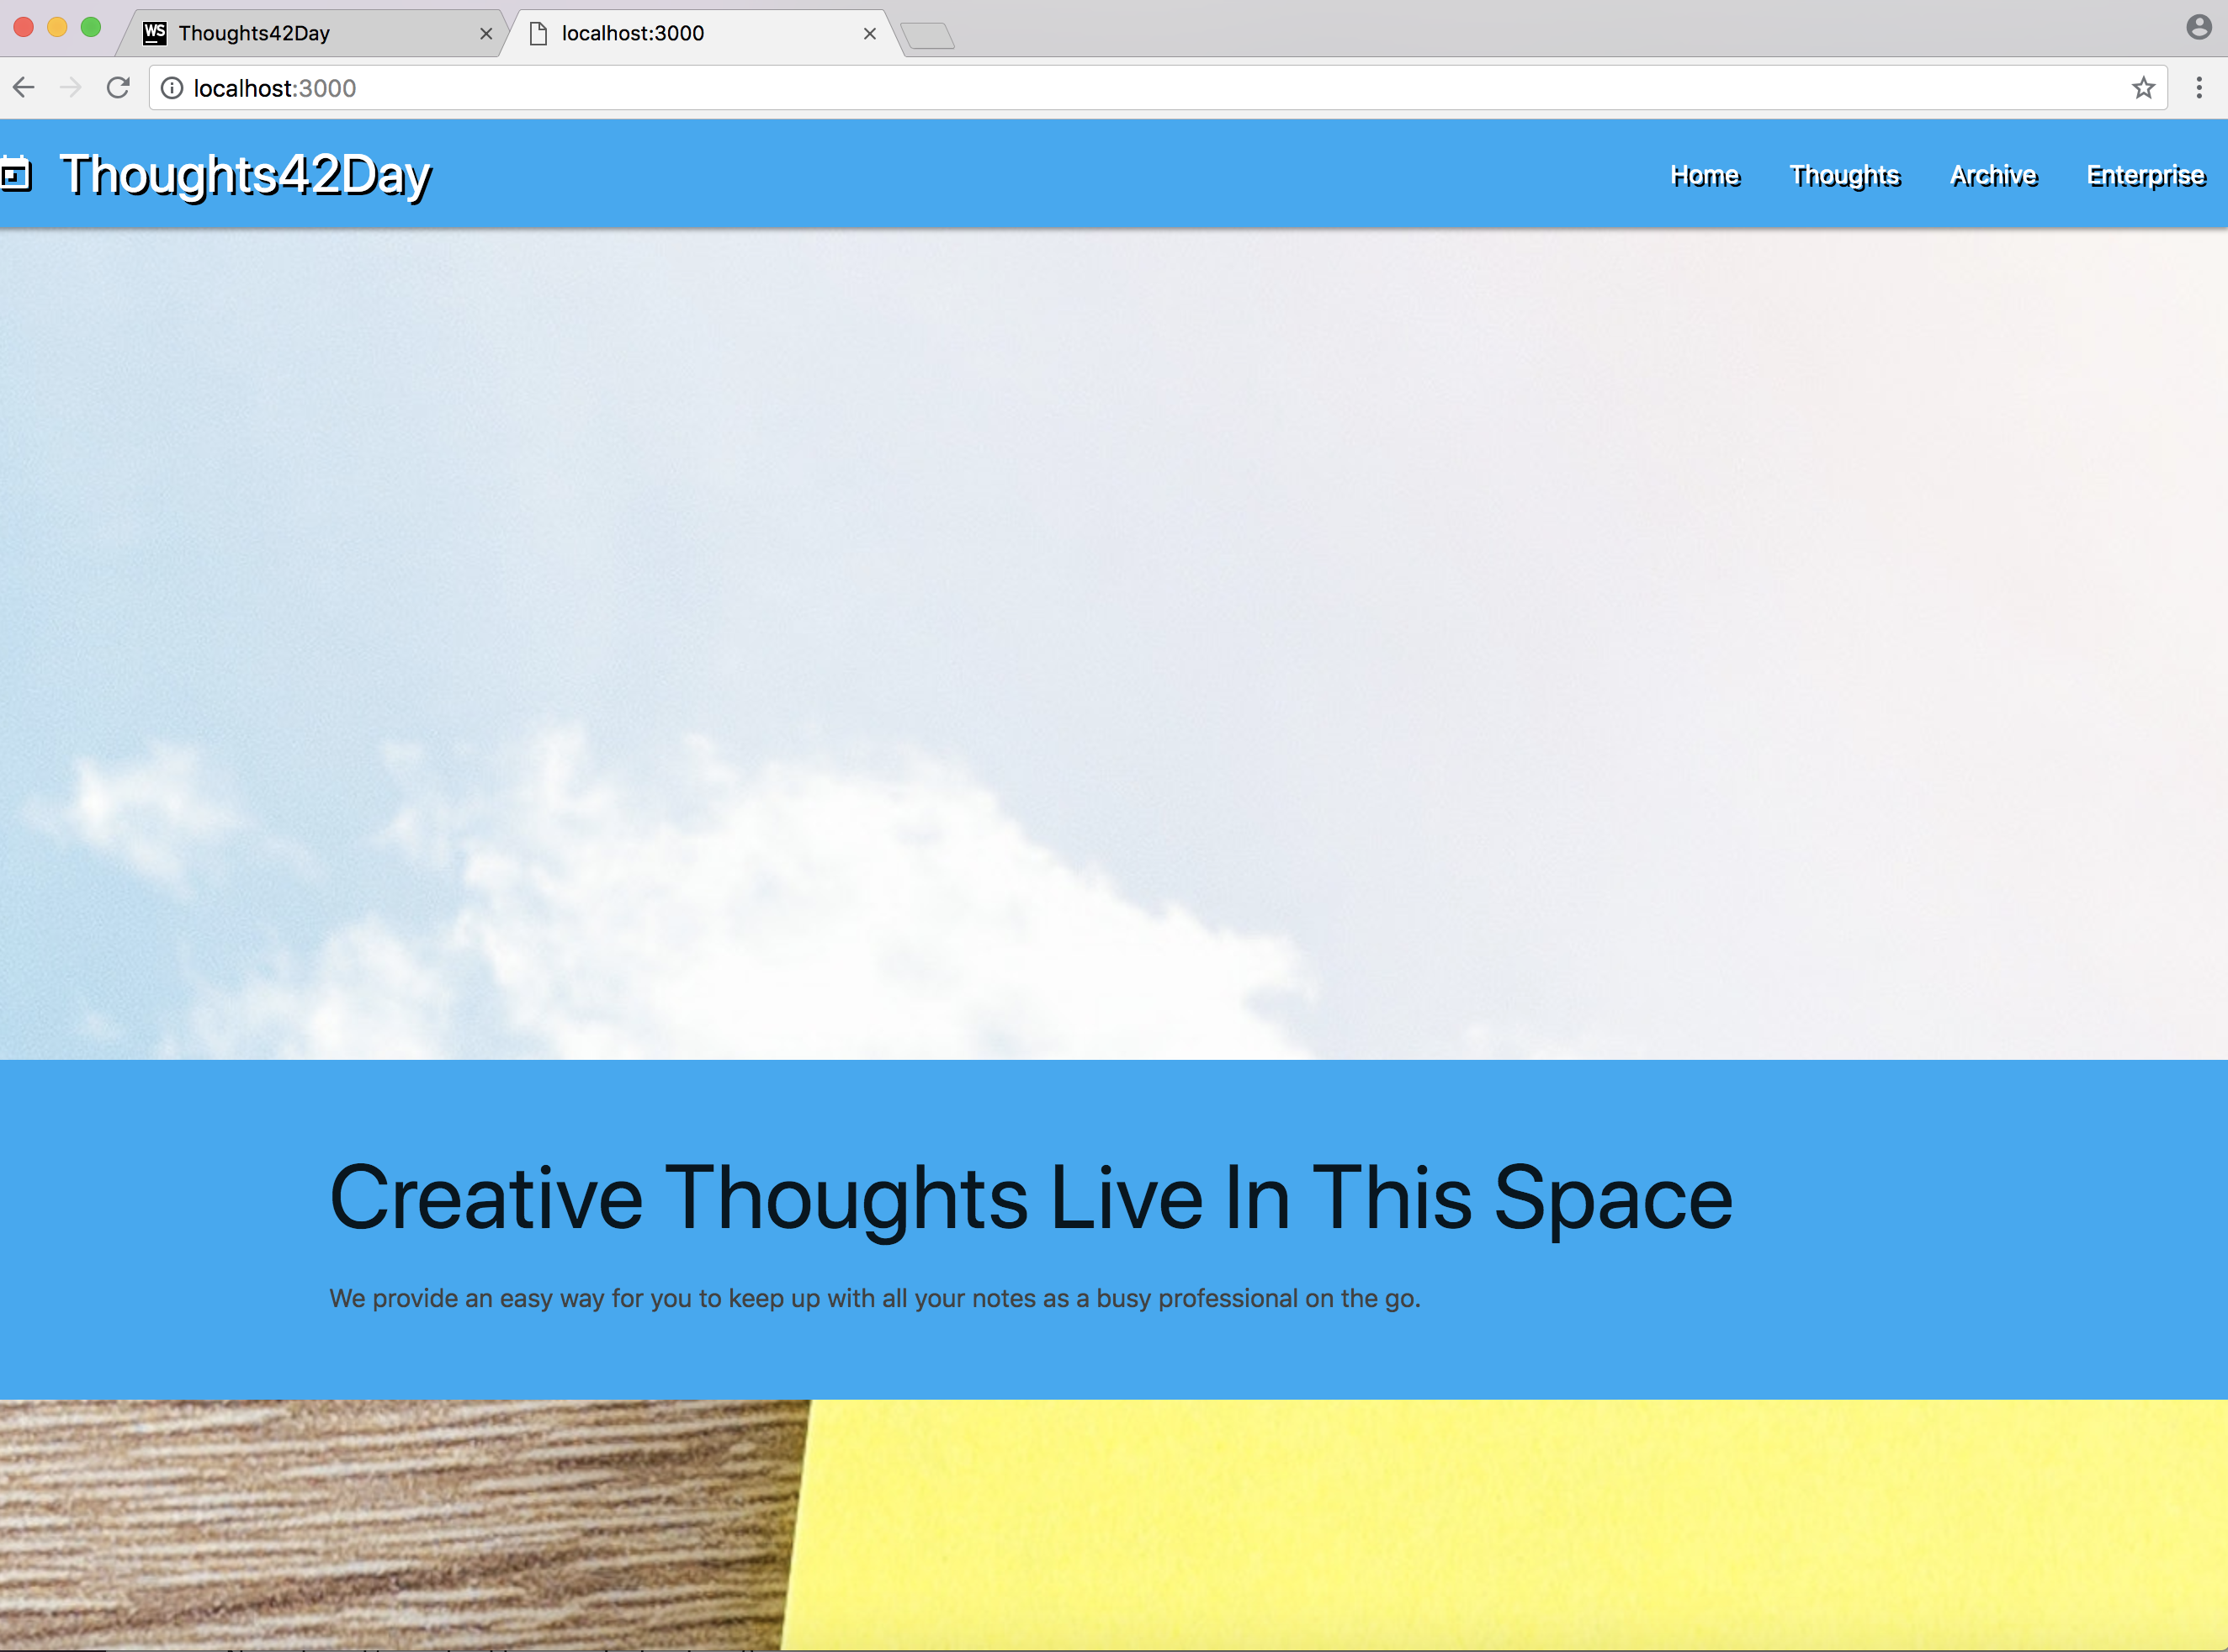 WS Thoughts42Day
localhost:3000
localhost:3000
Thoughts42Day
Home Thoughts Archive Enterprise
Creative Thoughts Live In This Space
We provide an easy way for you to keep up with all your notes as a busy professional on the go.